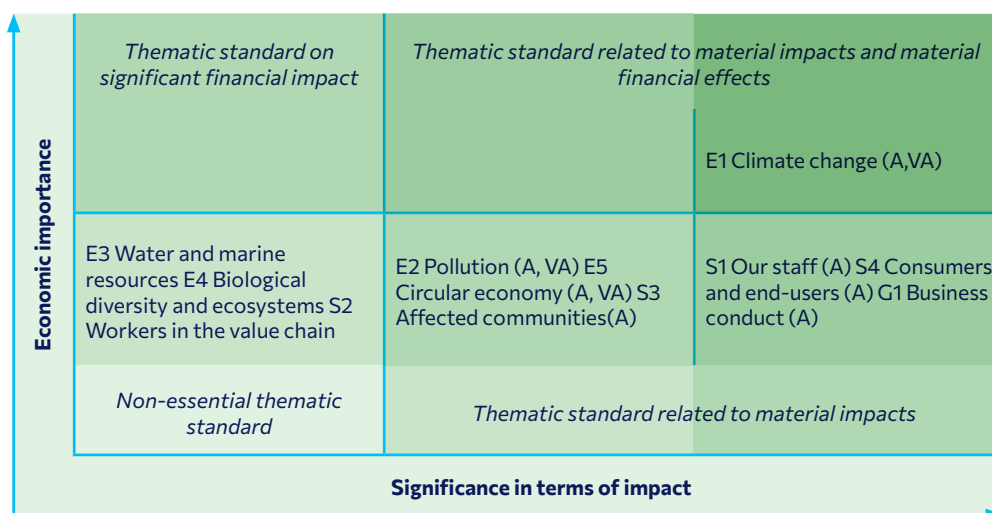 Thematic standard on
significant financial impact
Thematic standard related to material impacts and material
financial effects
E1 Climate change (A,VA)
Economic importance
E3 Water and marine
resources E4 Biological
diversity and ecosystems S2
Workers in the value chain
E2 Pollution (A, VA) E5
Circular economy (A, VA) S3
Affected communities(A)
S1 Our staff (A) S4 Consumers
and end-users (A) G1 Business
conduct (A)
Non-essential thematic
standard
Thematic standard related to material impacts
Significance in terms of impact